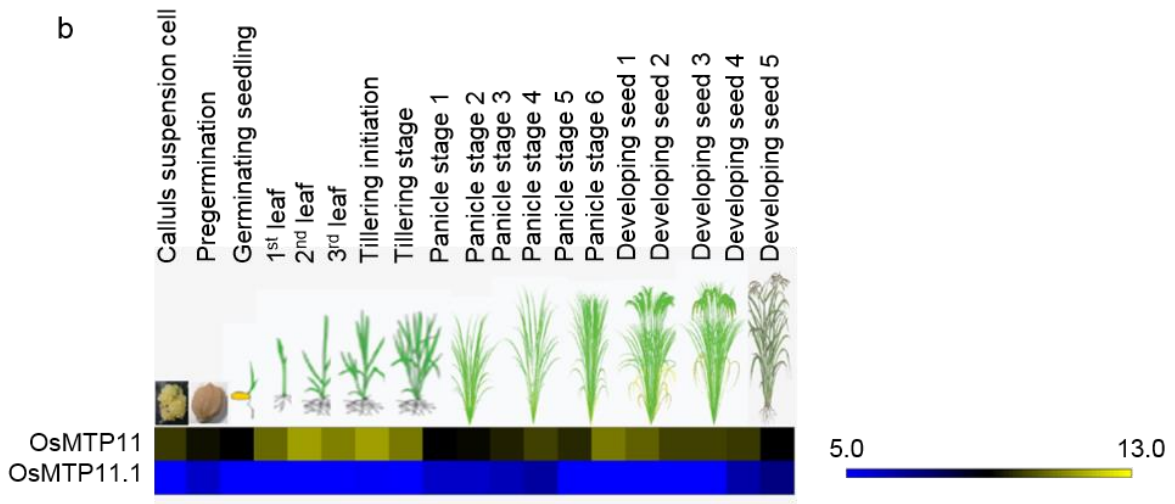 b
Calluls suspension cell
Pregermination
Germinating seedling
1st leaf
2nd leaf
3rd leaf
Tillering initiation
Tillering stage
Panicle stage 1
Panicle stage 2
Panicle stage 3
Panicle stage 4
Panicle stage 5
Panicle stage 6
Developing seed 1
Developing seed 2
Developing seed 3
Developing seed 4
Developing seed 5
OsMTP11
OsMTP11.1
5.0
13.0